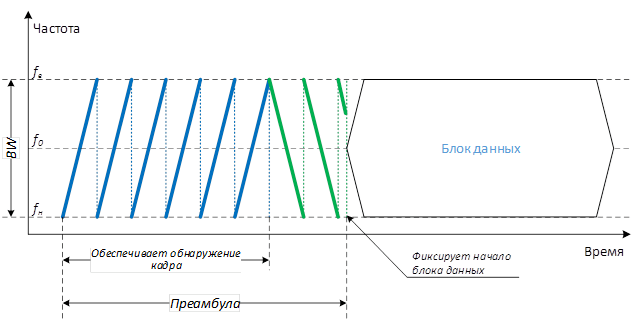 Частота
fв
f0
fн
BW
Блок данных
Время
Обеспечивает обнаружение
кадра
Фиксирует начало
блока данных
Преамбула